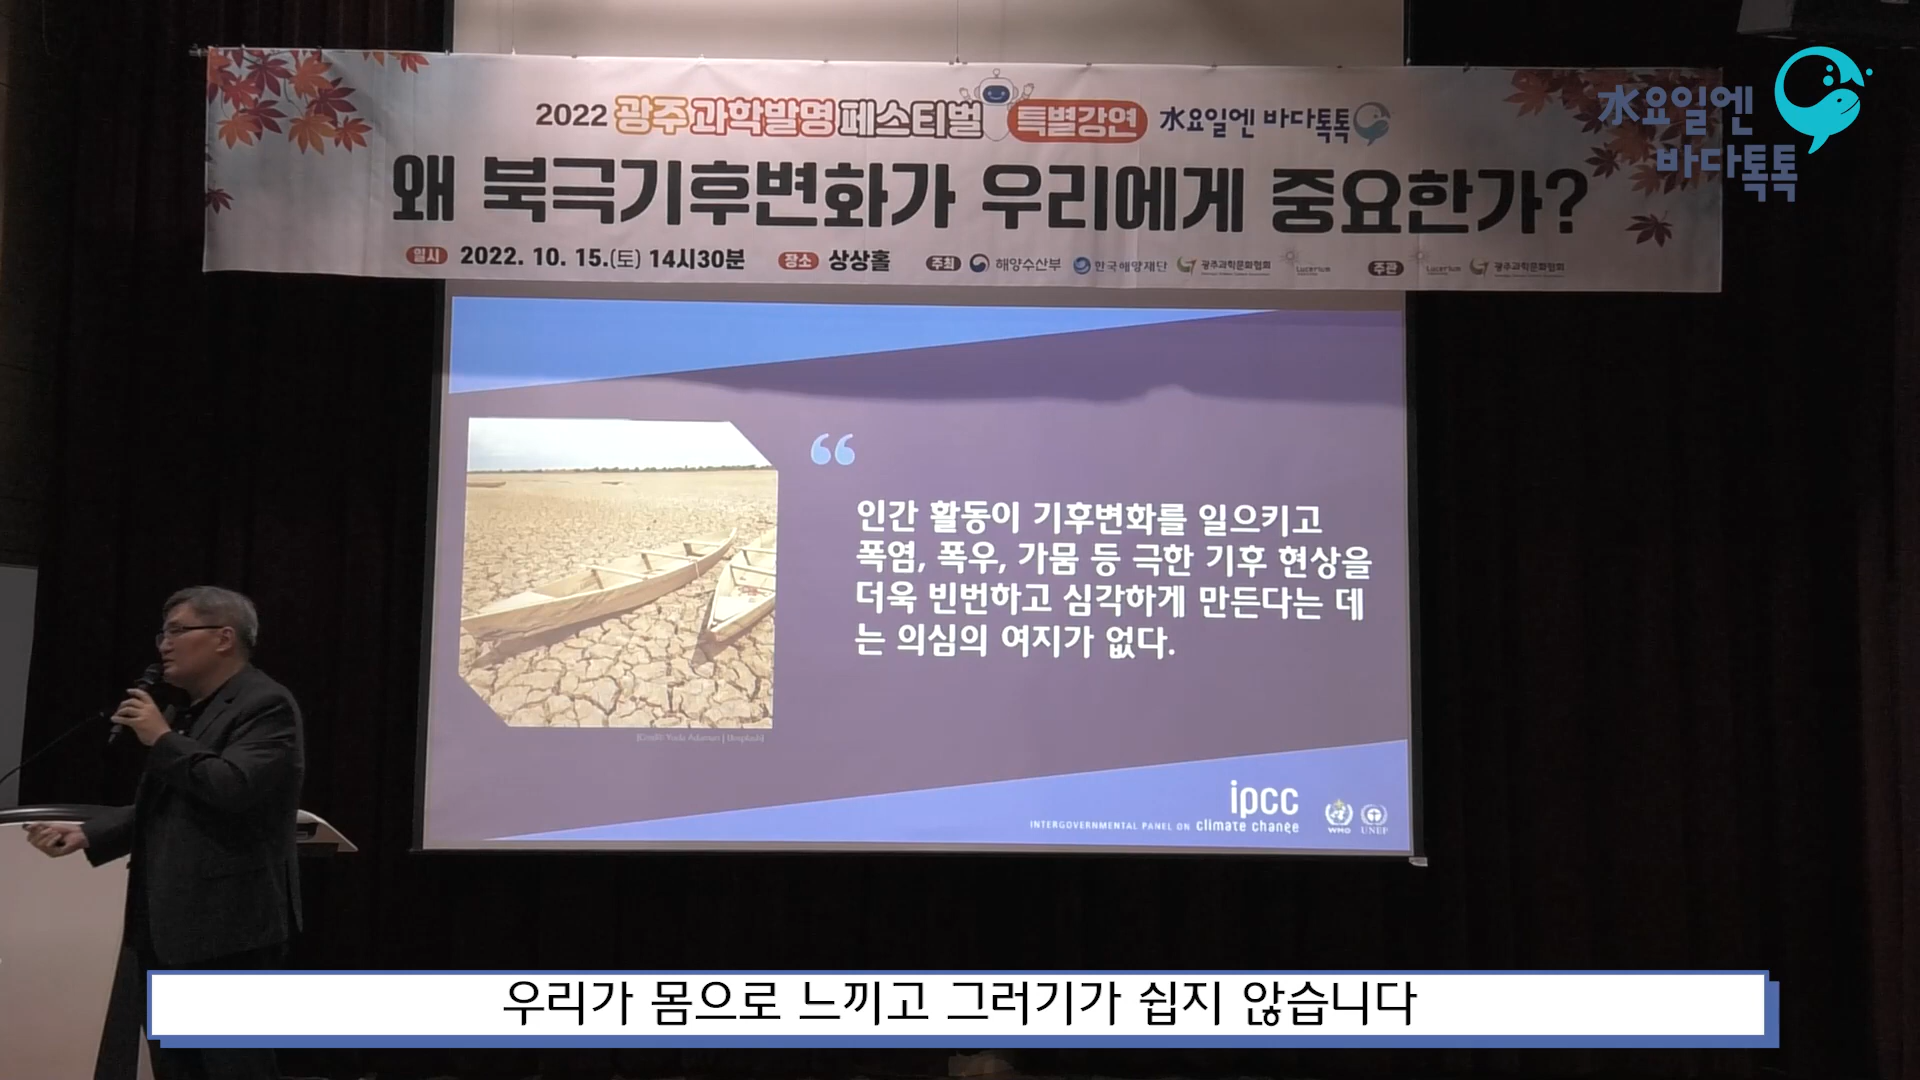 2022 광주과학발명페스티벌 특별강연 水요일엔 바다톡톡
水요일엔
바다톡톡
왜 북극기후변화가 우리에게 중요한가?
일시 2022. 10. 15.(토) 14시30분 장소 상상홀 주최 해양수산부 한국해양재단 광주과학문화협회 Lucerium 주관 Lucerium 광주과학문화협회
“
인간 활동이 기후변화를 일으키고
폭염, 폭우, 가뭄 등 극한 기후 현상을
더욱 빈번하고 심각하게 만든다는 데
는 의심의 여지가 없다.
ipcc
INTERGOVERNMENTAL PANEL ON climate change
WMO UNEP
우리가 몸으로 느끼고 그러기가 쉽지 않습니다